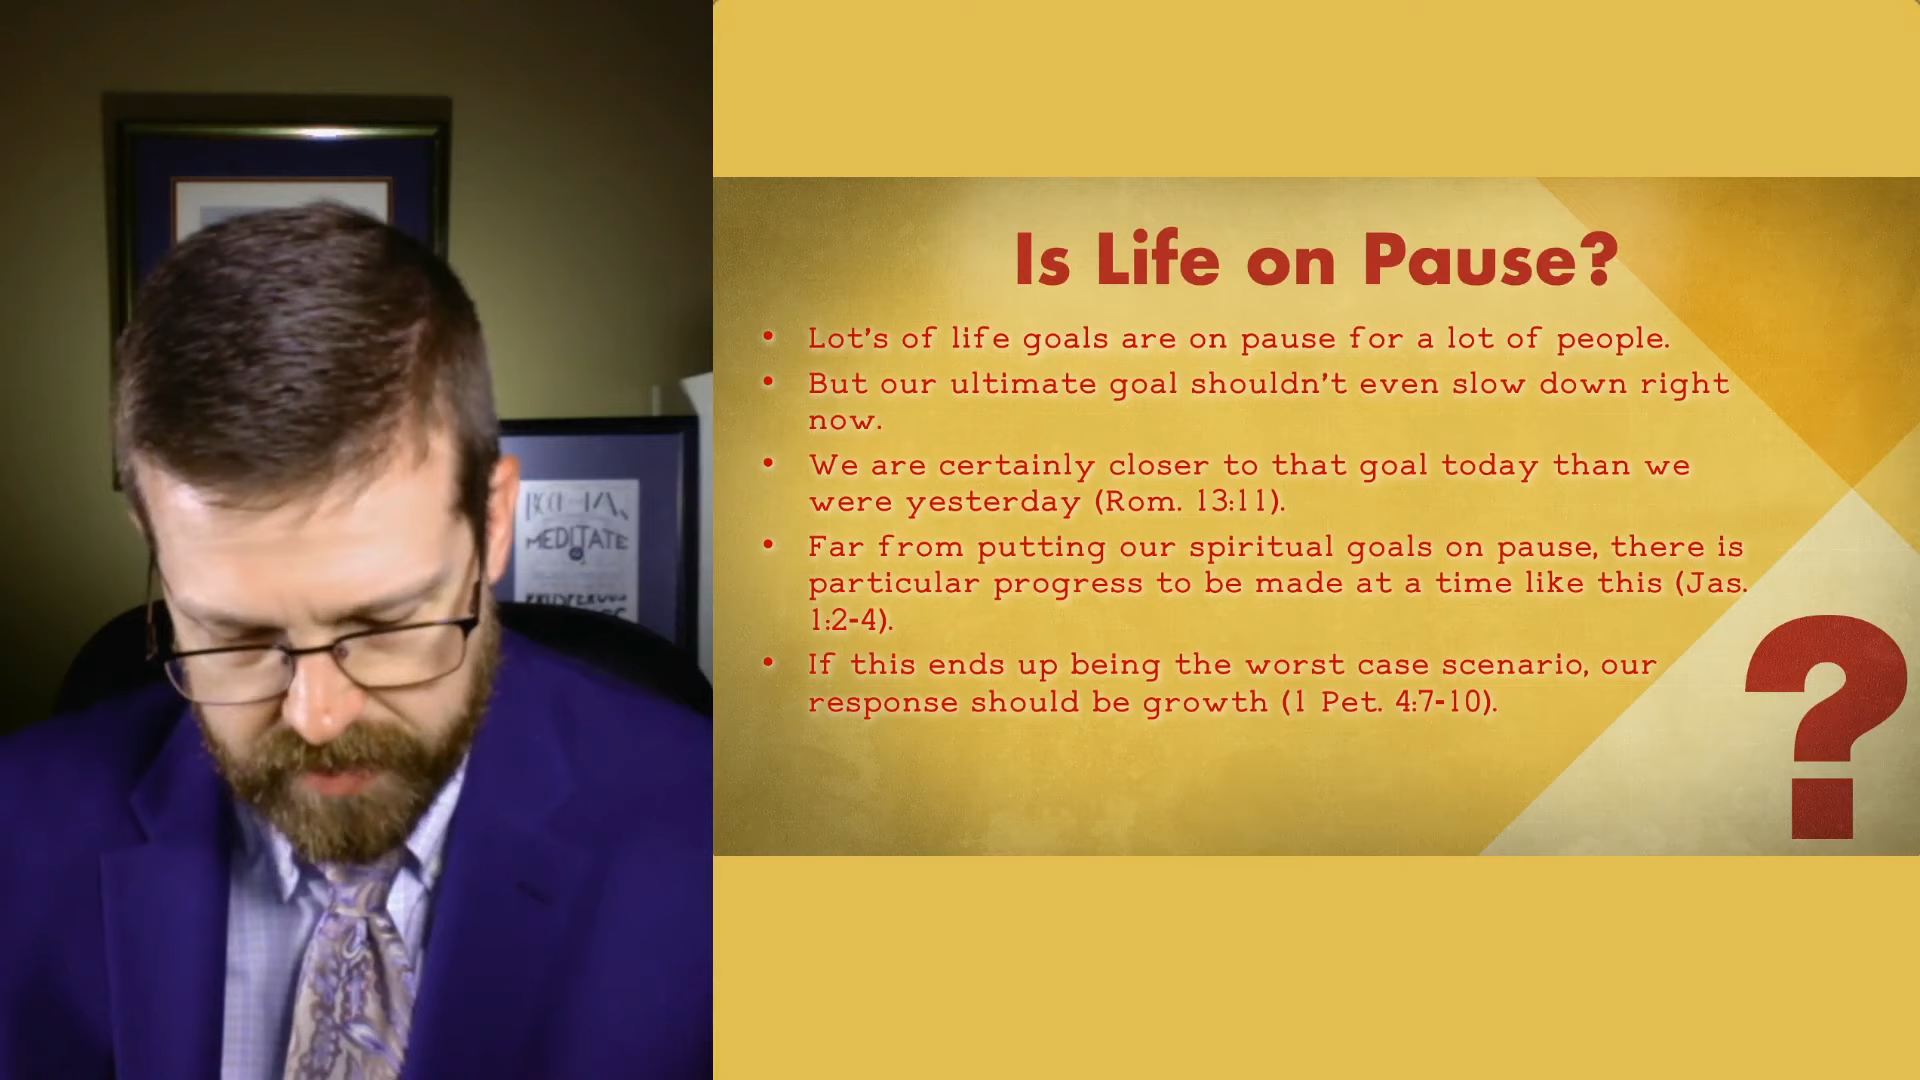 MEDITATE
Is Life on Pause?
• Lot's of life goals are on pause for a lot of people.
• But our ultimate goal shouldn't even slow down right
now.
• We are certainly closer to that goal today than we
were yesterday (Rom. 13:11).
• Far from putting our spiritual goals on pause, there is
particular progress to be made at a time like this (Jas.
1:2-4).
• If this ends up being the worst case scenario, our
response should be growth (1 Pet. 4:7-10).
?